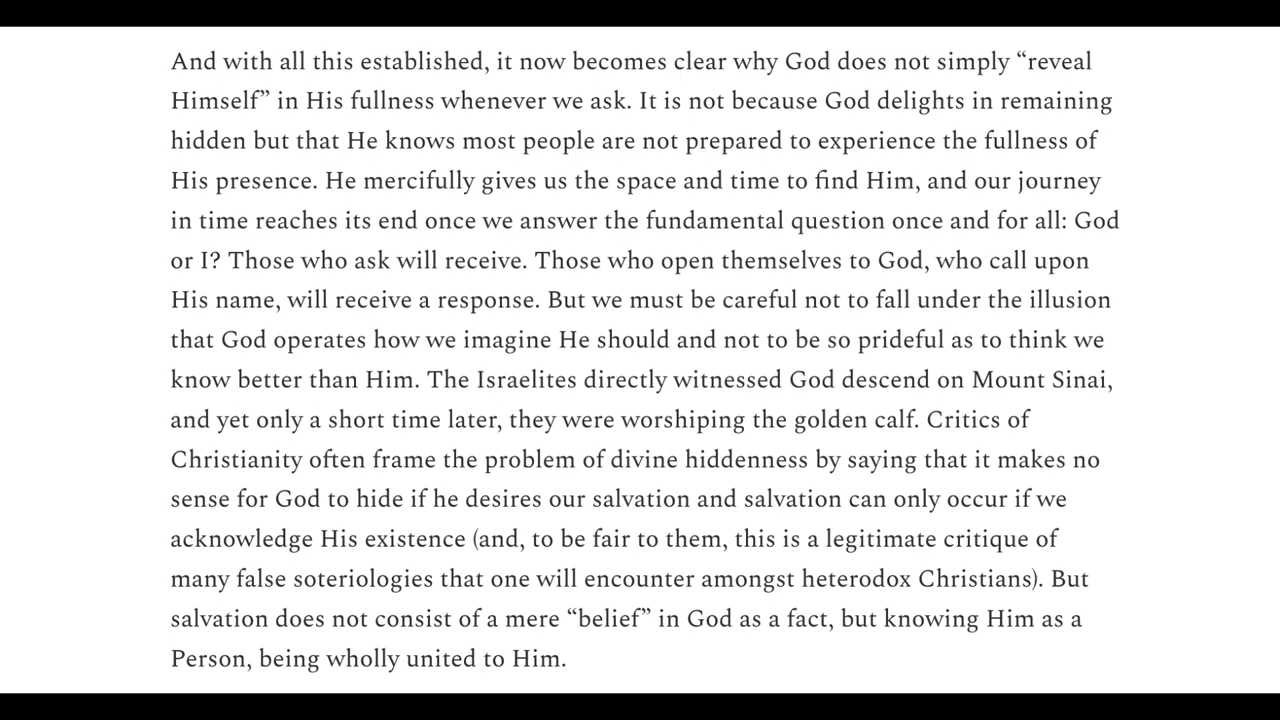 And with all this established, it now becomes clear why God does not simply “reveal
Himself” in His fullness whenever we ask. It is not because God delights in remaining
hidden but that He knows most people are not prepared to experience the fullness of
His presence. He mercifully gives us the space and time to find Him, and our journey
in time reaches its end once we answer the fundamental question once and for all: God
or I? Those who ask will receive. Those who open themselves to God, who call upon
His name, will receive a response. But we must be careful not to fall under the illusion
that God operates how we imagine He should and not to be so prideful as to think we
know better than Him. The Israelites directly witnessed God descend on Mount Sinai,
and yet only a short time later, they were worshiping the golden calf. Critics of
Christianity often frame the problem of divine hiddenness by saying that it makes no
sense for God to hide if he desires our salvation and salvation can only occur if we
acknowledge His existence (and, to be fair to them, this is a legitimate critique of
many false soteriologies that one will encounter amongst heterodox Christians). But
salvation does not consist of a mere “belief” in God as a fact, but knowing Him as a
Person, being wholly united to Him.